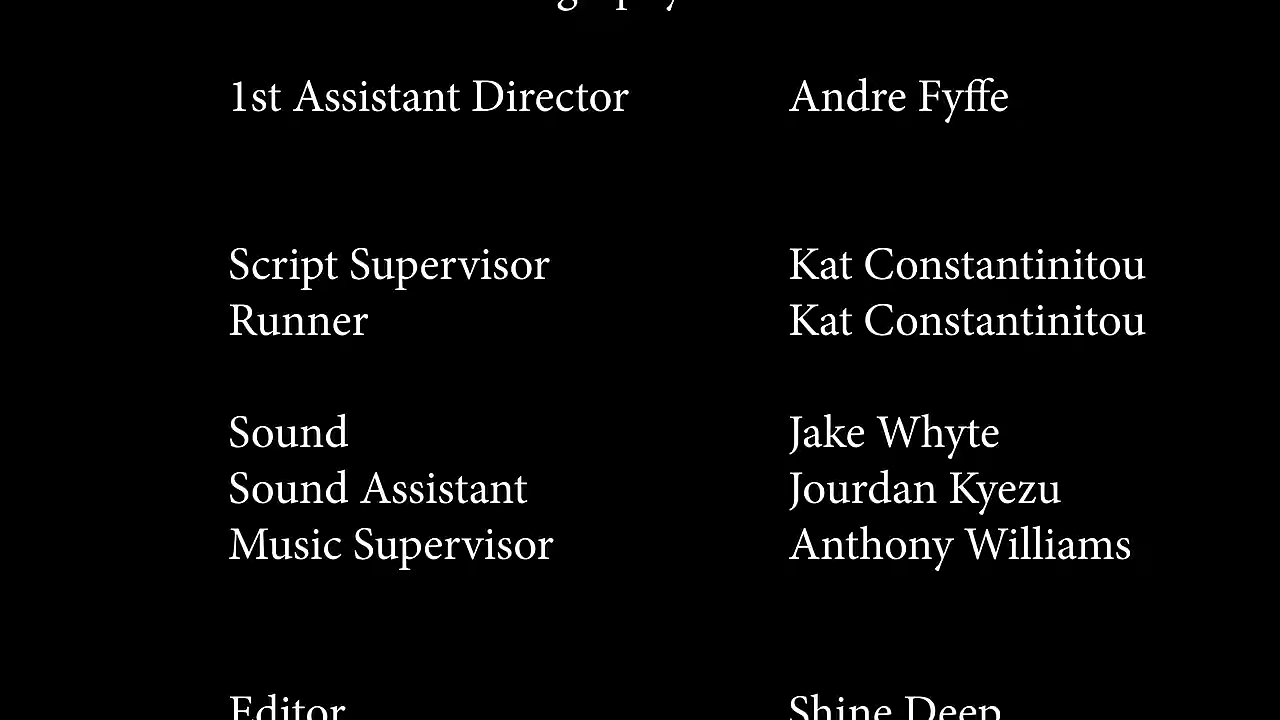 1st Assistant Director Andre Fyffe
Script Supervisor Kat Constantinitou
Runner Kat Constantinitou
Sound Jake Whyte
Sound Assistant Jourdan Kyezu
Music Supervisor Anthony Williams
Editor Shine Deep